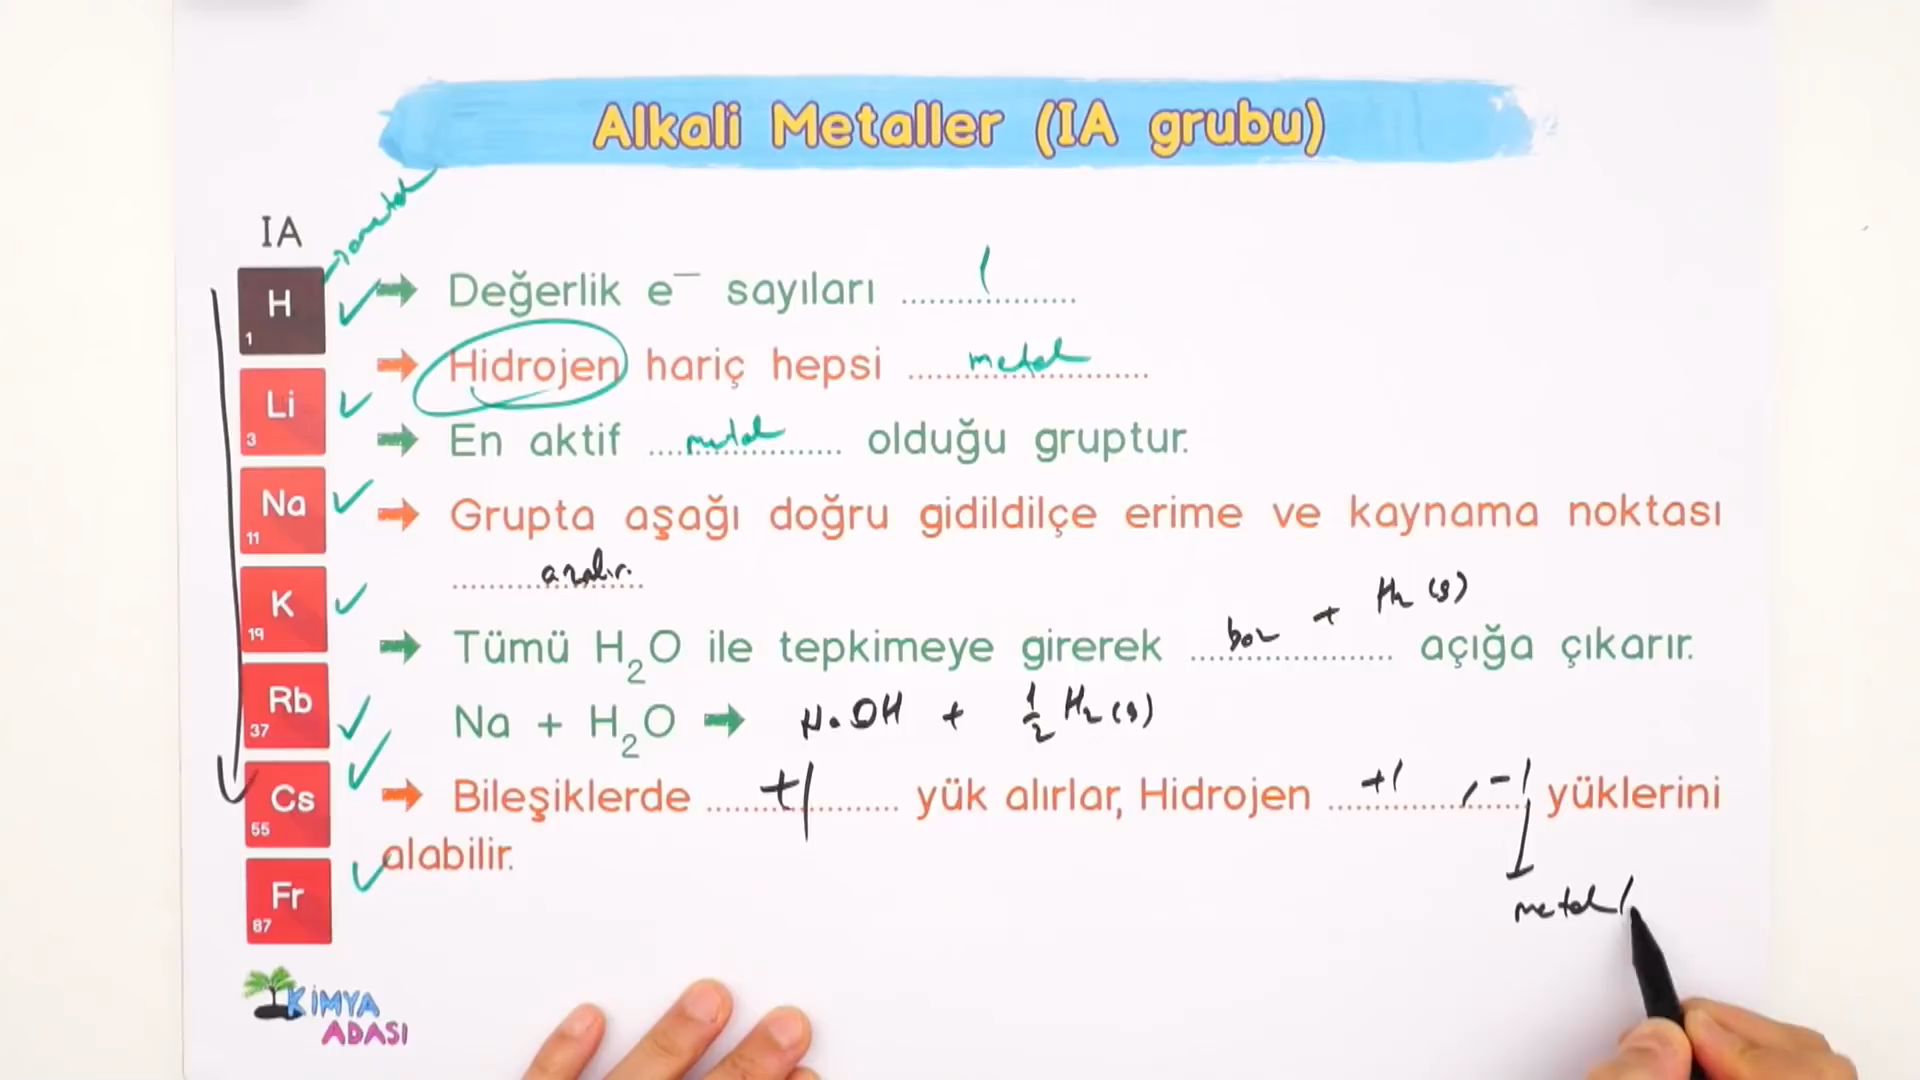 Alkali Metaller (IA grubu)
IA
ametal
H
1
Li
3
Na
11
K
19
Rb
37
Cs
55
Fr
87
Değerlik e⁻ sayıları 1
Hidrojen hariç hepsi metal
En aktif metal olduğu gruptur.
Grupta aşağı doğru gidildilçe erime ve kaynama noktası
azalır.
Tümü H₂O ile tepkimeye girerek baz + H₂(g) açığa çıkarır.
Na + H₂O → NaOH + 1/2 H₂(g)
Bileşiklerde +1 yük alırlar, Hidrojen +1, -1 yüklerini
alabilir.
metal
KİMYA
ADASI